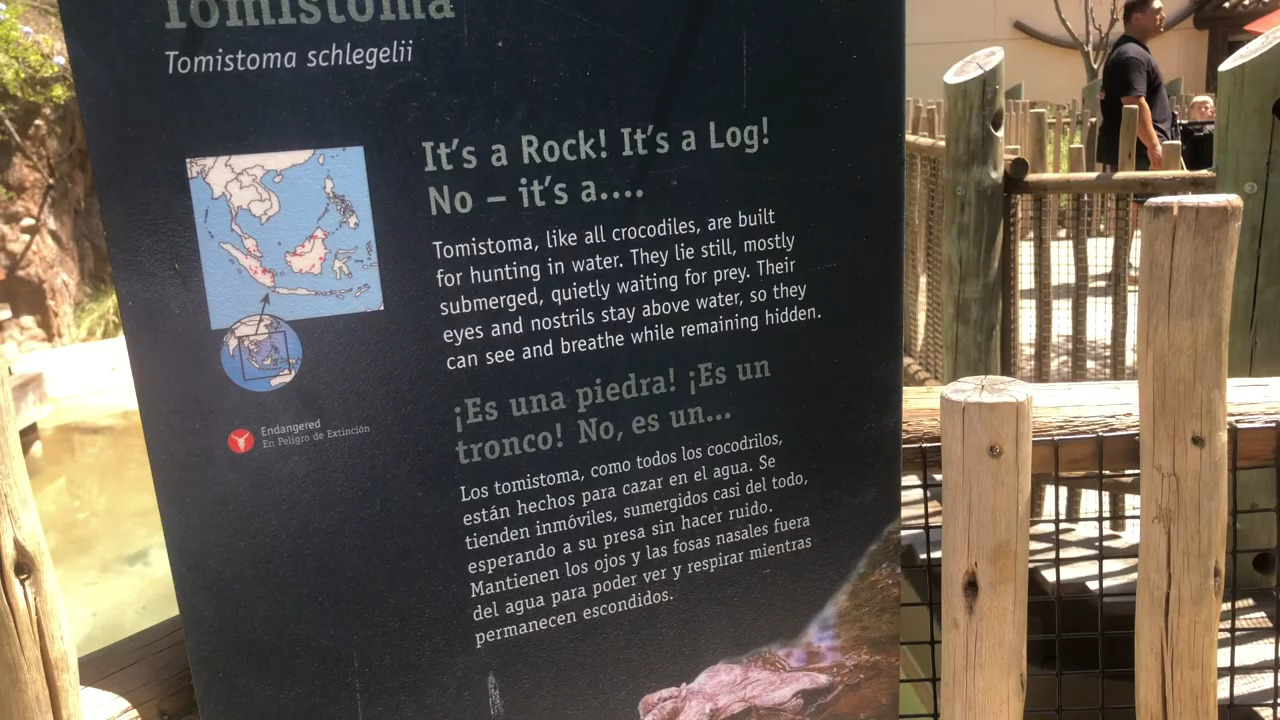 Tomistoma
Tomistoma schlegelii
It's a Rock! It's a Log!
No – it's a....
Tomistoma, like all crocodiles, are built
for hunting in water. They lie still, mostly
submerged, quietly waiting for prey. Their
eyes and nostrils stay above water, so they
can see and breathe while remaining hidden.
Endangered
En Peligro de Extinción
¡Es una piedra! ¡Es un
tronco! No, es un...
Los tomistoma, como todos los cocodrilos,
están hechos para cazar en el agua. Se
tienden inmóviles, sumergidos casi del todo,
esperando a su presa sin hacer ruido.
Mantienen los ojos y las fosas nasales fuera
del agua para poder ver y respirar mientras
permanecen escondidos.